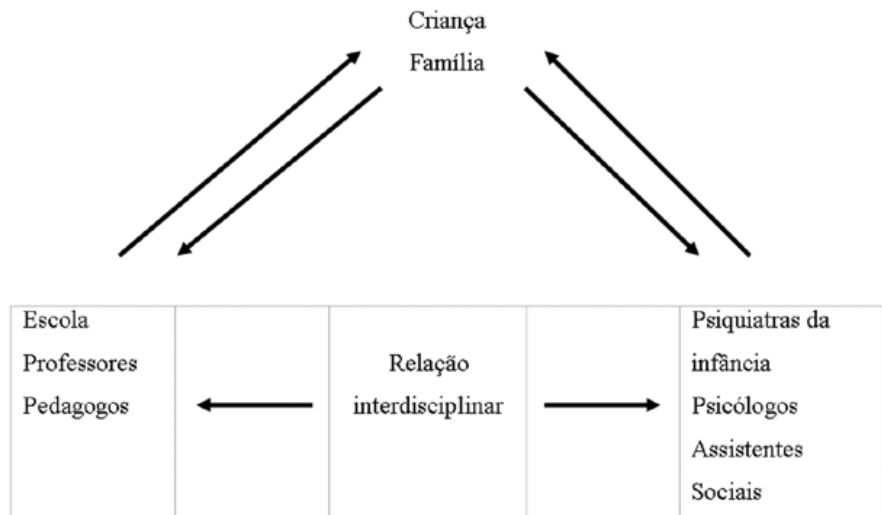 Criança
Família
Escola
Professores
Pedagogos
Relação
interdisciplinar
Psiquiatras da
infância
Psicólogos
Assistentes
Sociais